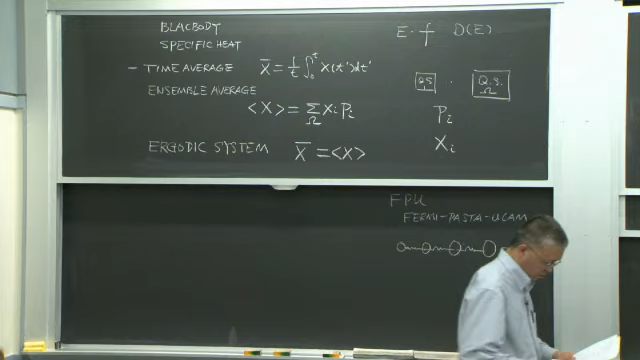 BLACBODY
SPECIFIC HEAT
– TIME AVERAGE X̄ = 1/t ∫₀ᵗ X(t')dt'
ENSEMBLE AVERAGE
<X> = Σ_Ω Xᵢ Pᵢ
ERGODIC SYSTEM X̄ = <X>
E · f D(E)
Q.S. · Q.S. Ω
Pᵢ
Xᵢ
FPU
FERMI-PASTA-ULAM